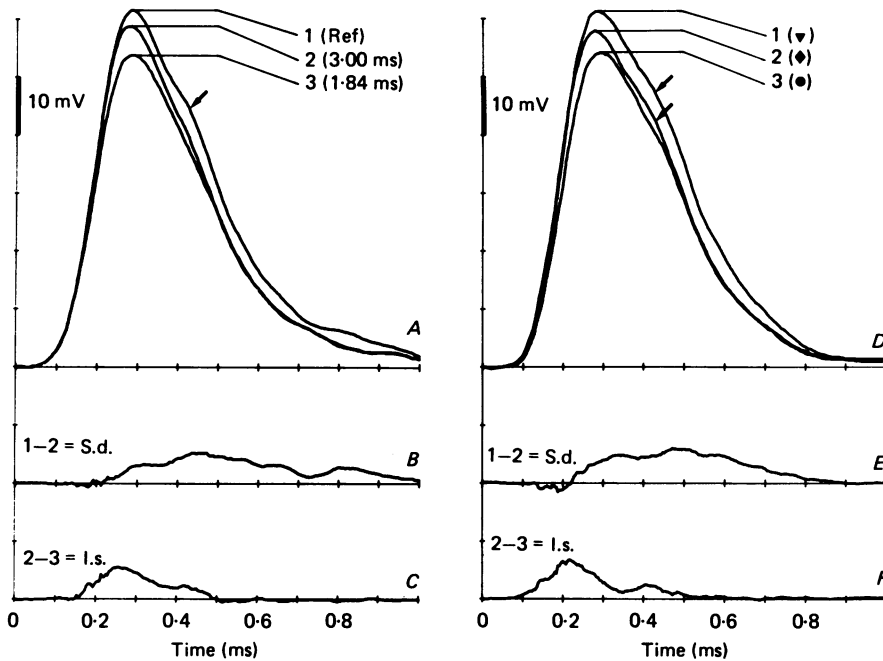 1 (Ref)
2 (3·00 ms)
3 (1·84 ms)
10 mV
A
1–2 = S.d.
B
2–3 = I.s.
C
0 0·2 0·4 0·6 0·8
Time (ms)
1 (▼)
2 (◆)
3 (●)
10 mV
D
1–2 = S.d.
E
2–3 = I.s.
0 0·2 0·4 0·6 0·8
Time (ms)